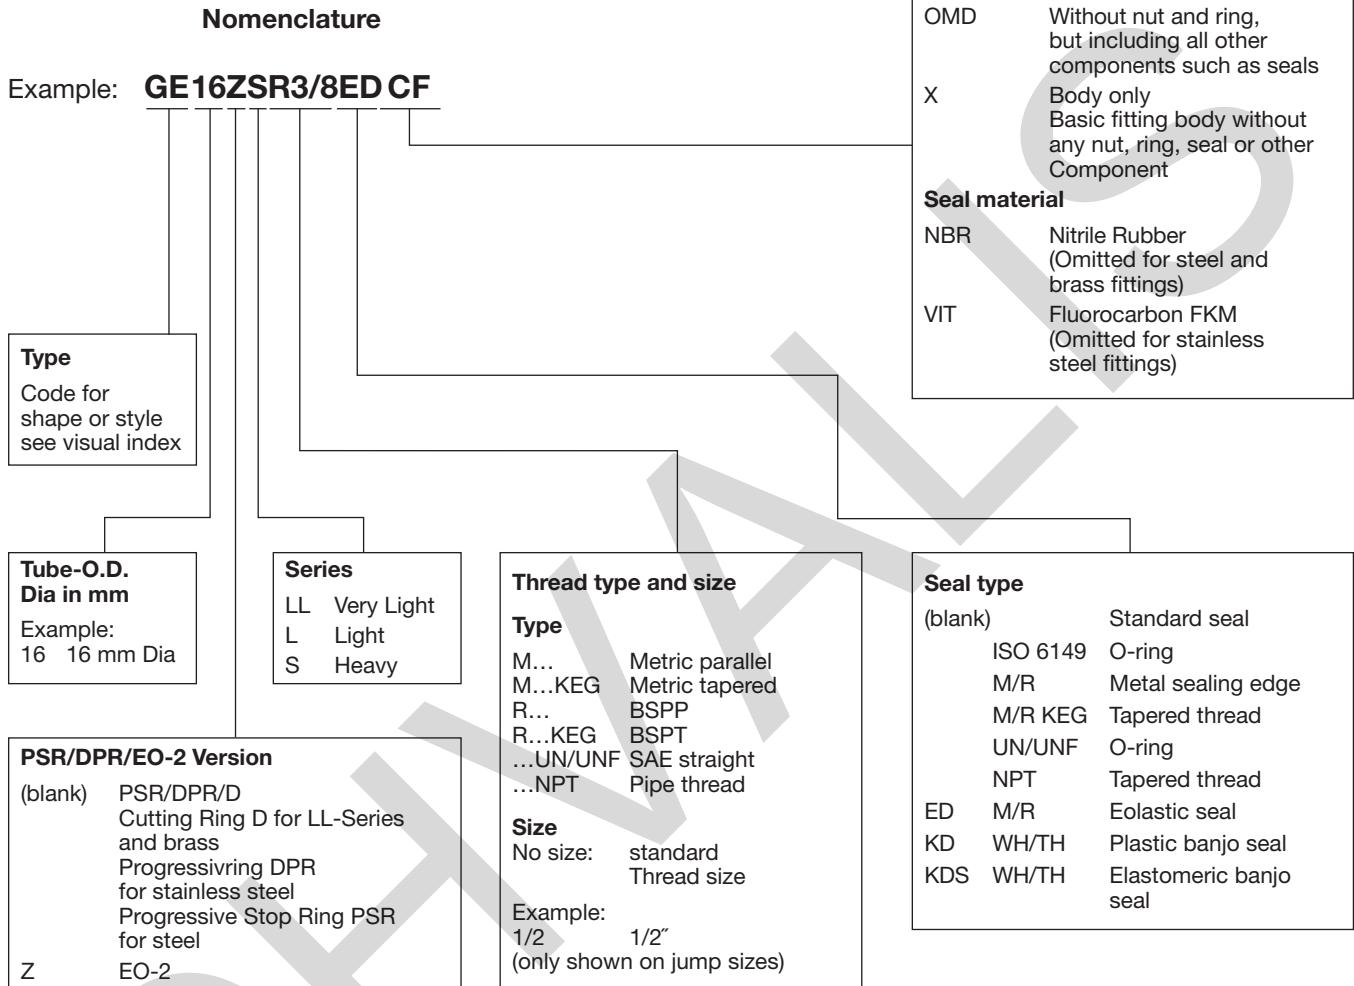 Nomenclature
Example: GE16ZSR3/8ED CF
OMD Without nut and ring,
but including all other
components such as seals
X Body only
Basic fitting body without
any nut, ring, seal or other
Component
Seal material
NBR Nitrile Rubber
(Omitted for steel and
brass fittings)
VIT Fluorocarbon FKM
(Omitted for stainless
steel fittings)
Type
Code for
shape or style
see visual index
Tube-O.D.
Dia in mm
Example:
16 16 mm Dia
Series
LL Very Light
L Light
S Heavy
PSR/DPR/EO-2 Version
(blank) PSR/DPR/D
Cutting Ring D for LL-Series
and brass
Progressivring DPR
for stainless steel
Progressive Stop Ring PSR
for steel
Z EO-2
Thread type and size
Type
M... Metric parallel
M...KEG Metric tapered
R... BSPP
R...KEG BSPT
...UN/UNF SAE straight
...NPT Pipe thread
Size
No size: standard
Thread size
Example:
1/2 1/2˝
(only shown on jump sizes)
Seal type
(blank) Standard seal
ISO 6149 O-ring
M/R Metal sealing edge
M/R KEG Tapered thread
UN/UNF O-ring
NPT Tapered thread
ED M/R Eolastic seal
KD WH/TH Plastic banjo seal
KDS WH/TH Elastomeric banjo
seal
HVALIS